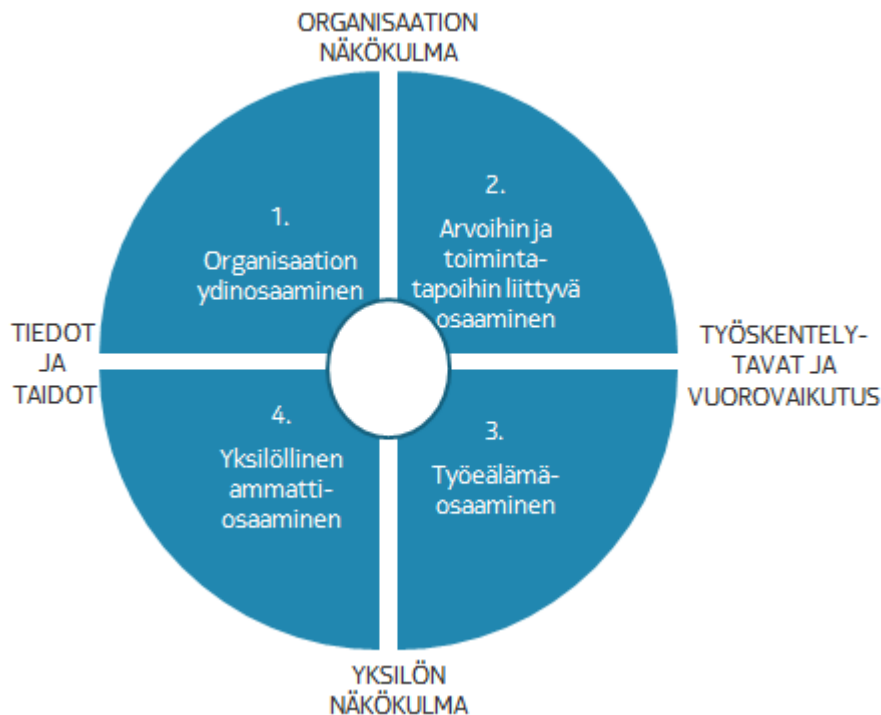 ORGANISAATION
NÄKÖKULMA
1.
Organisaation
ydinosaaminen
2.
Arvoihin ja
toiminta-
tapoihin liittyvä
osaaminen
TIEDOT
JA
TAIDOT
TYÖSKENTELY-
TAVAT JA
VUOROVAIKUTUS
4.
Yksilöllinen
ammatti-
osaaminen
3.
Työeälämä-
osaaminen
YKSILÖN
NÄKÖKULMA